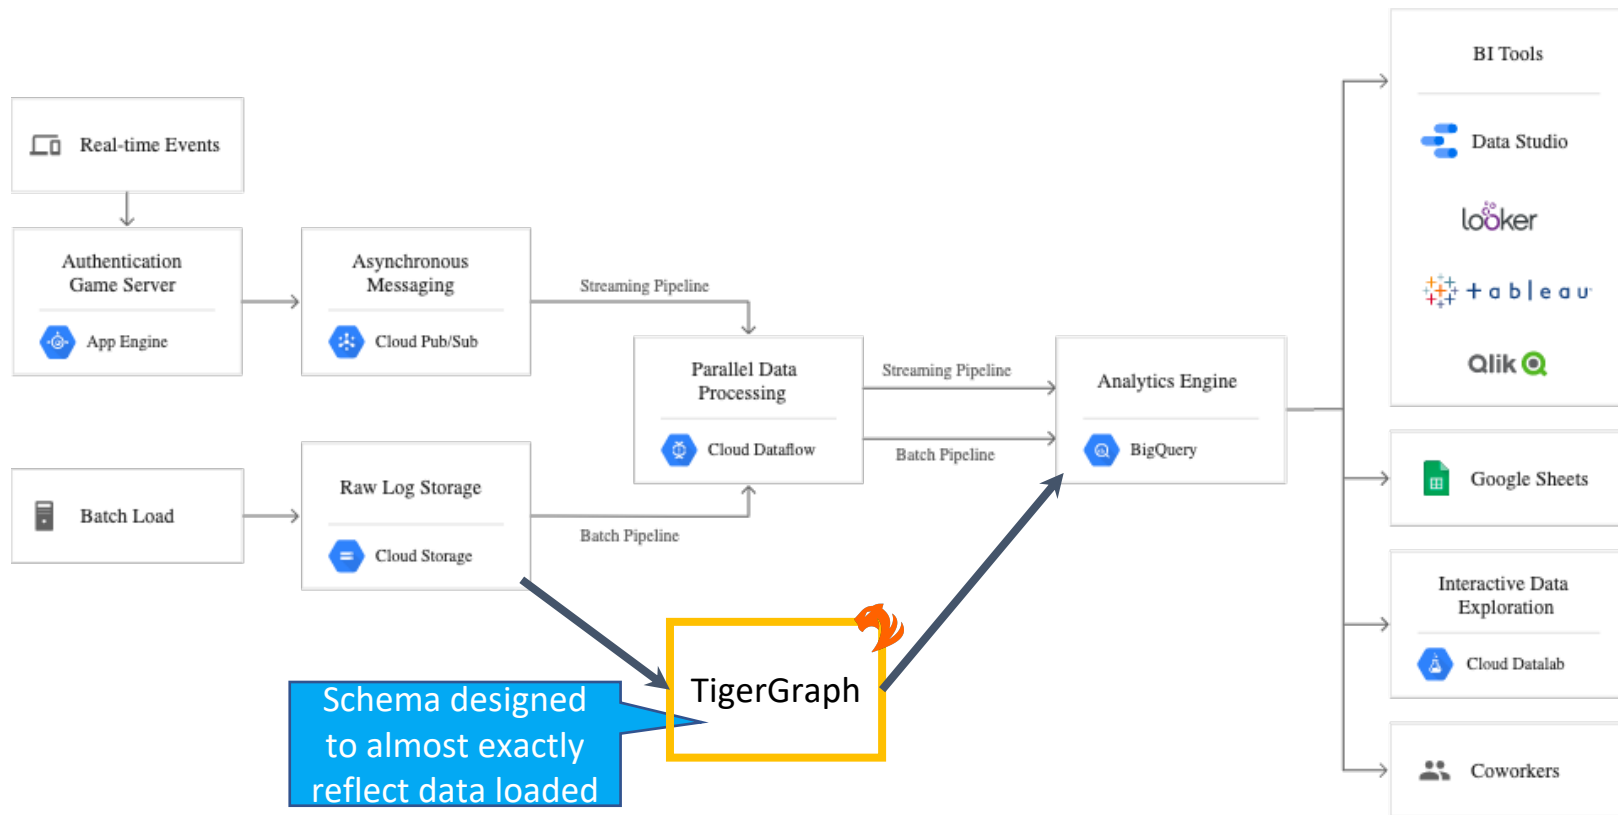 Real-time Events
Authentication
Game Server
App Engine
Asynchronous
Messaging
Cloud Pub/Sub
Streaming Pipeline
Batch Load
Raw Log Storage
Cloud Storage
Batch Pipeline
Parallel Data
Processing
Cloud Dataflow
Streaming Pipeline
Batch Pipeline
Analytics Engine
BigQuery
TigerGraph
Schema designed
to almost exactly
reflect data loaded
BI Tools
Data Studio
looker
+ableau
Qlik
Google Sheets
Interactive Data
Exploration
Cloud Datalab
Coworkers